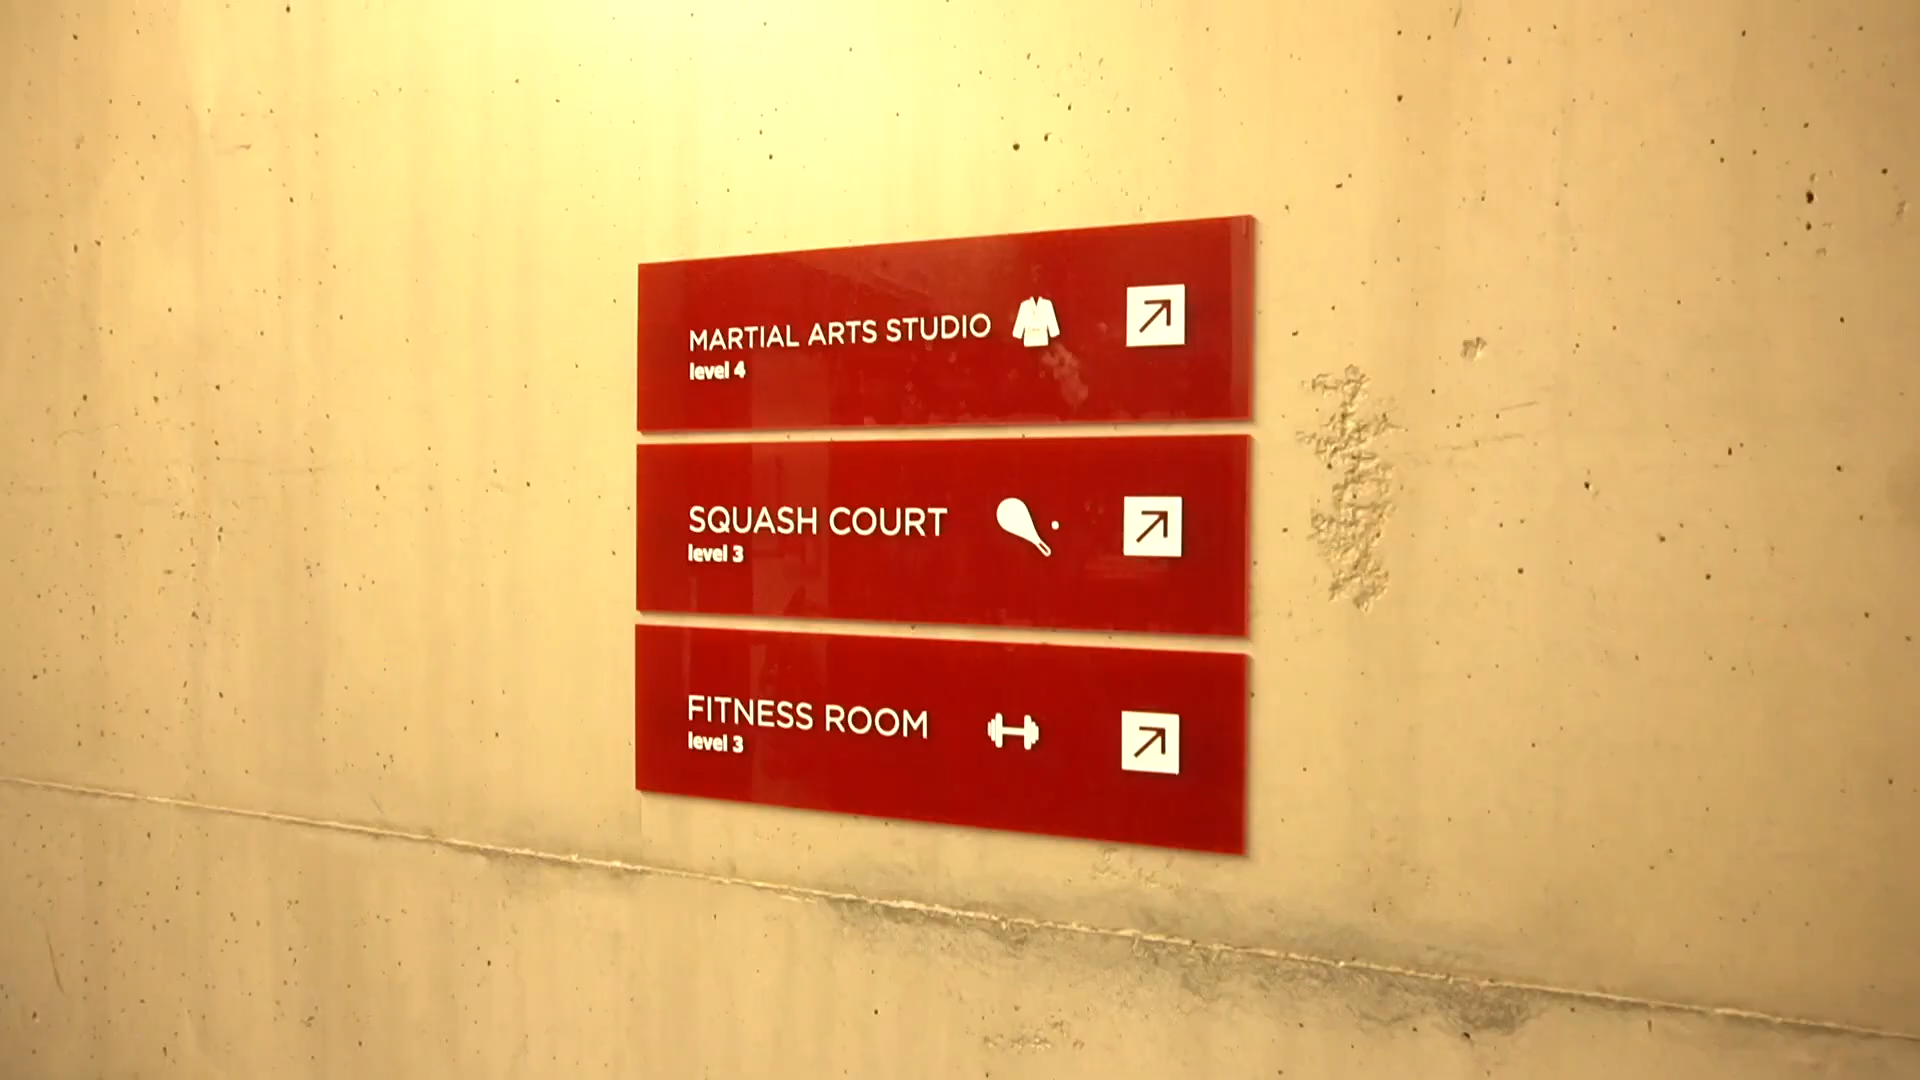 MARTIAL ARTS STUDIO
level 4
SQUASH COURT
level 3
FITNESS ROOM
level 3